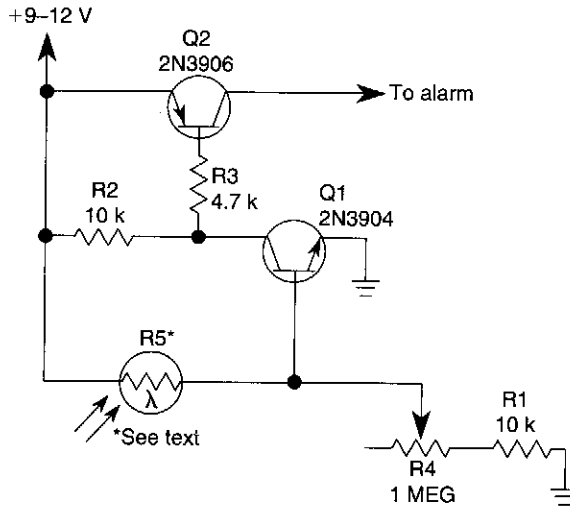 +9–12 V
Q2
2N3906
To alarm
R3
4.7 k
R2
10 k
Q1
2N3904
R5*
λ
*See text
R1
10 k
R4
1 MEG